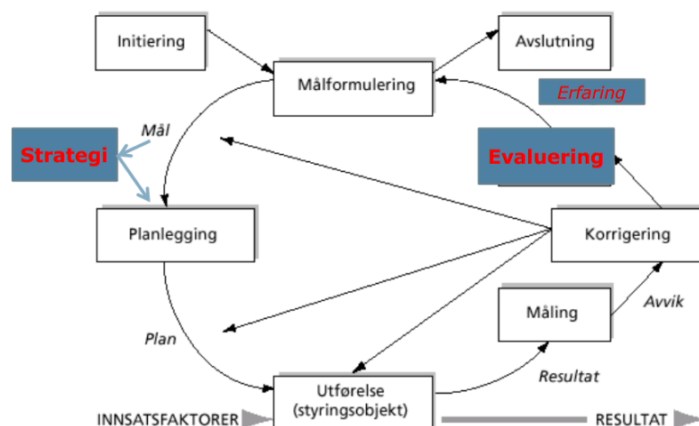 Initiering
Avslutning
Målformulering
Erfaring
Mål
Strategi
Evaluering
Planlegging
Korrigering
Måling
Avvik
Plan
Resultat
Utførelse
(styringsobjekt)
INNSATSFAKTORER
RESULTAT